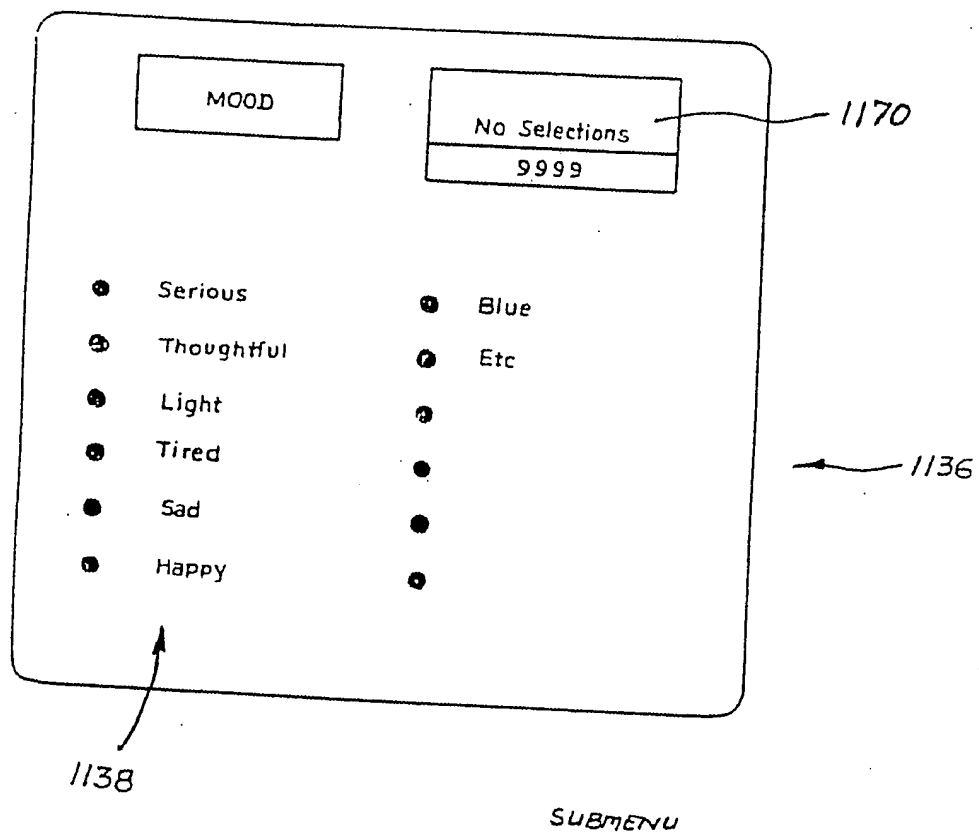 MOOD
No Selections
9999
1170
Serious
Blue
Thoughtful
Etc
Light
Tired
1136
Sad
Happy
1138
SUBMENU